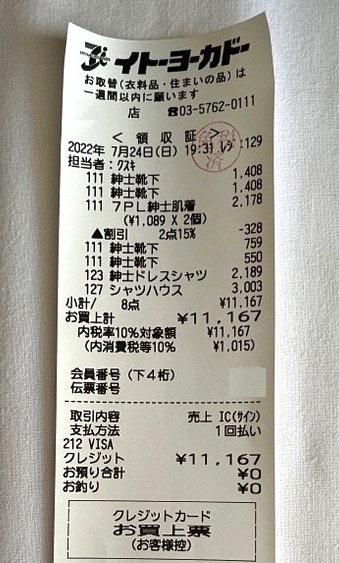 イトーヨーカドー
お取替(衣料品・住まいの品)は
一週間以内に願います
店 ☎03-5762-0111
< 領収証 >
2022年 7月24日(日) 19:31 レジ:129
担当者:クスキ
111 紳士靴下 1,408
111 紳士靴下 1,408
111 7PL紳士肌着 2,178
(¥1,089 X 2個)
▲割引 2点15% -328
111 紳士靴下 759
111 紳士靴下 550
123 紳士ドレスシャツ 2,189
127 シャツハウス 3,003
小計/ 8点 ¥11,167
お買上計 ¥11,167
内税率10%対象額 ¥11,167
(内消費税等10% ¥1,015)
会員番号(下4桁)
伝票番号
取引内容 売上 IC(サイン)
支払方法 1回払い
212 VISA
クレジット ¥11,167
お預り合計 ¥0
お釣り ¥0
クレジットカード
お買上票
(お客様控)